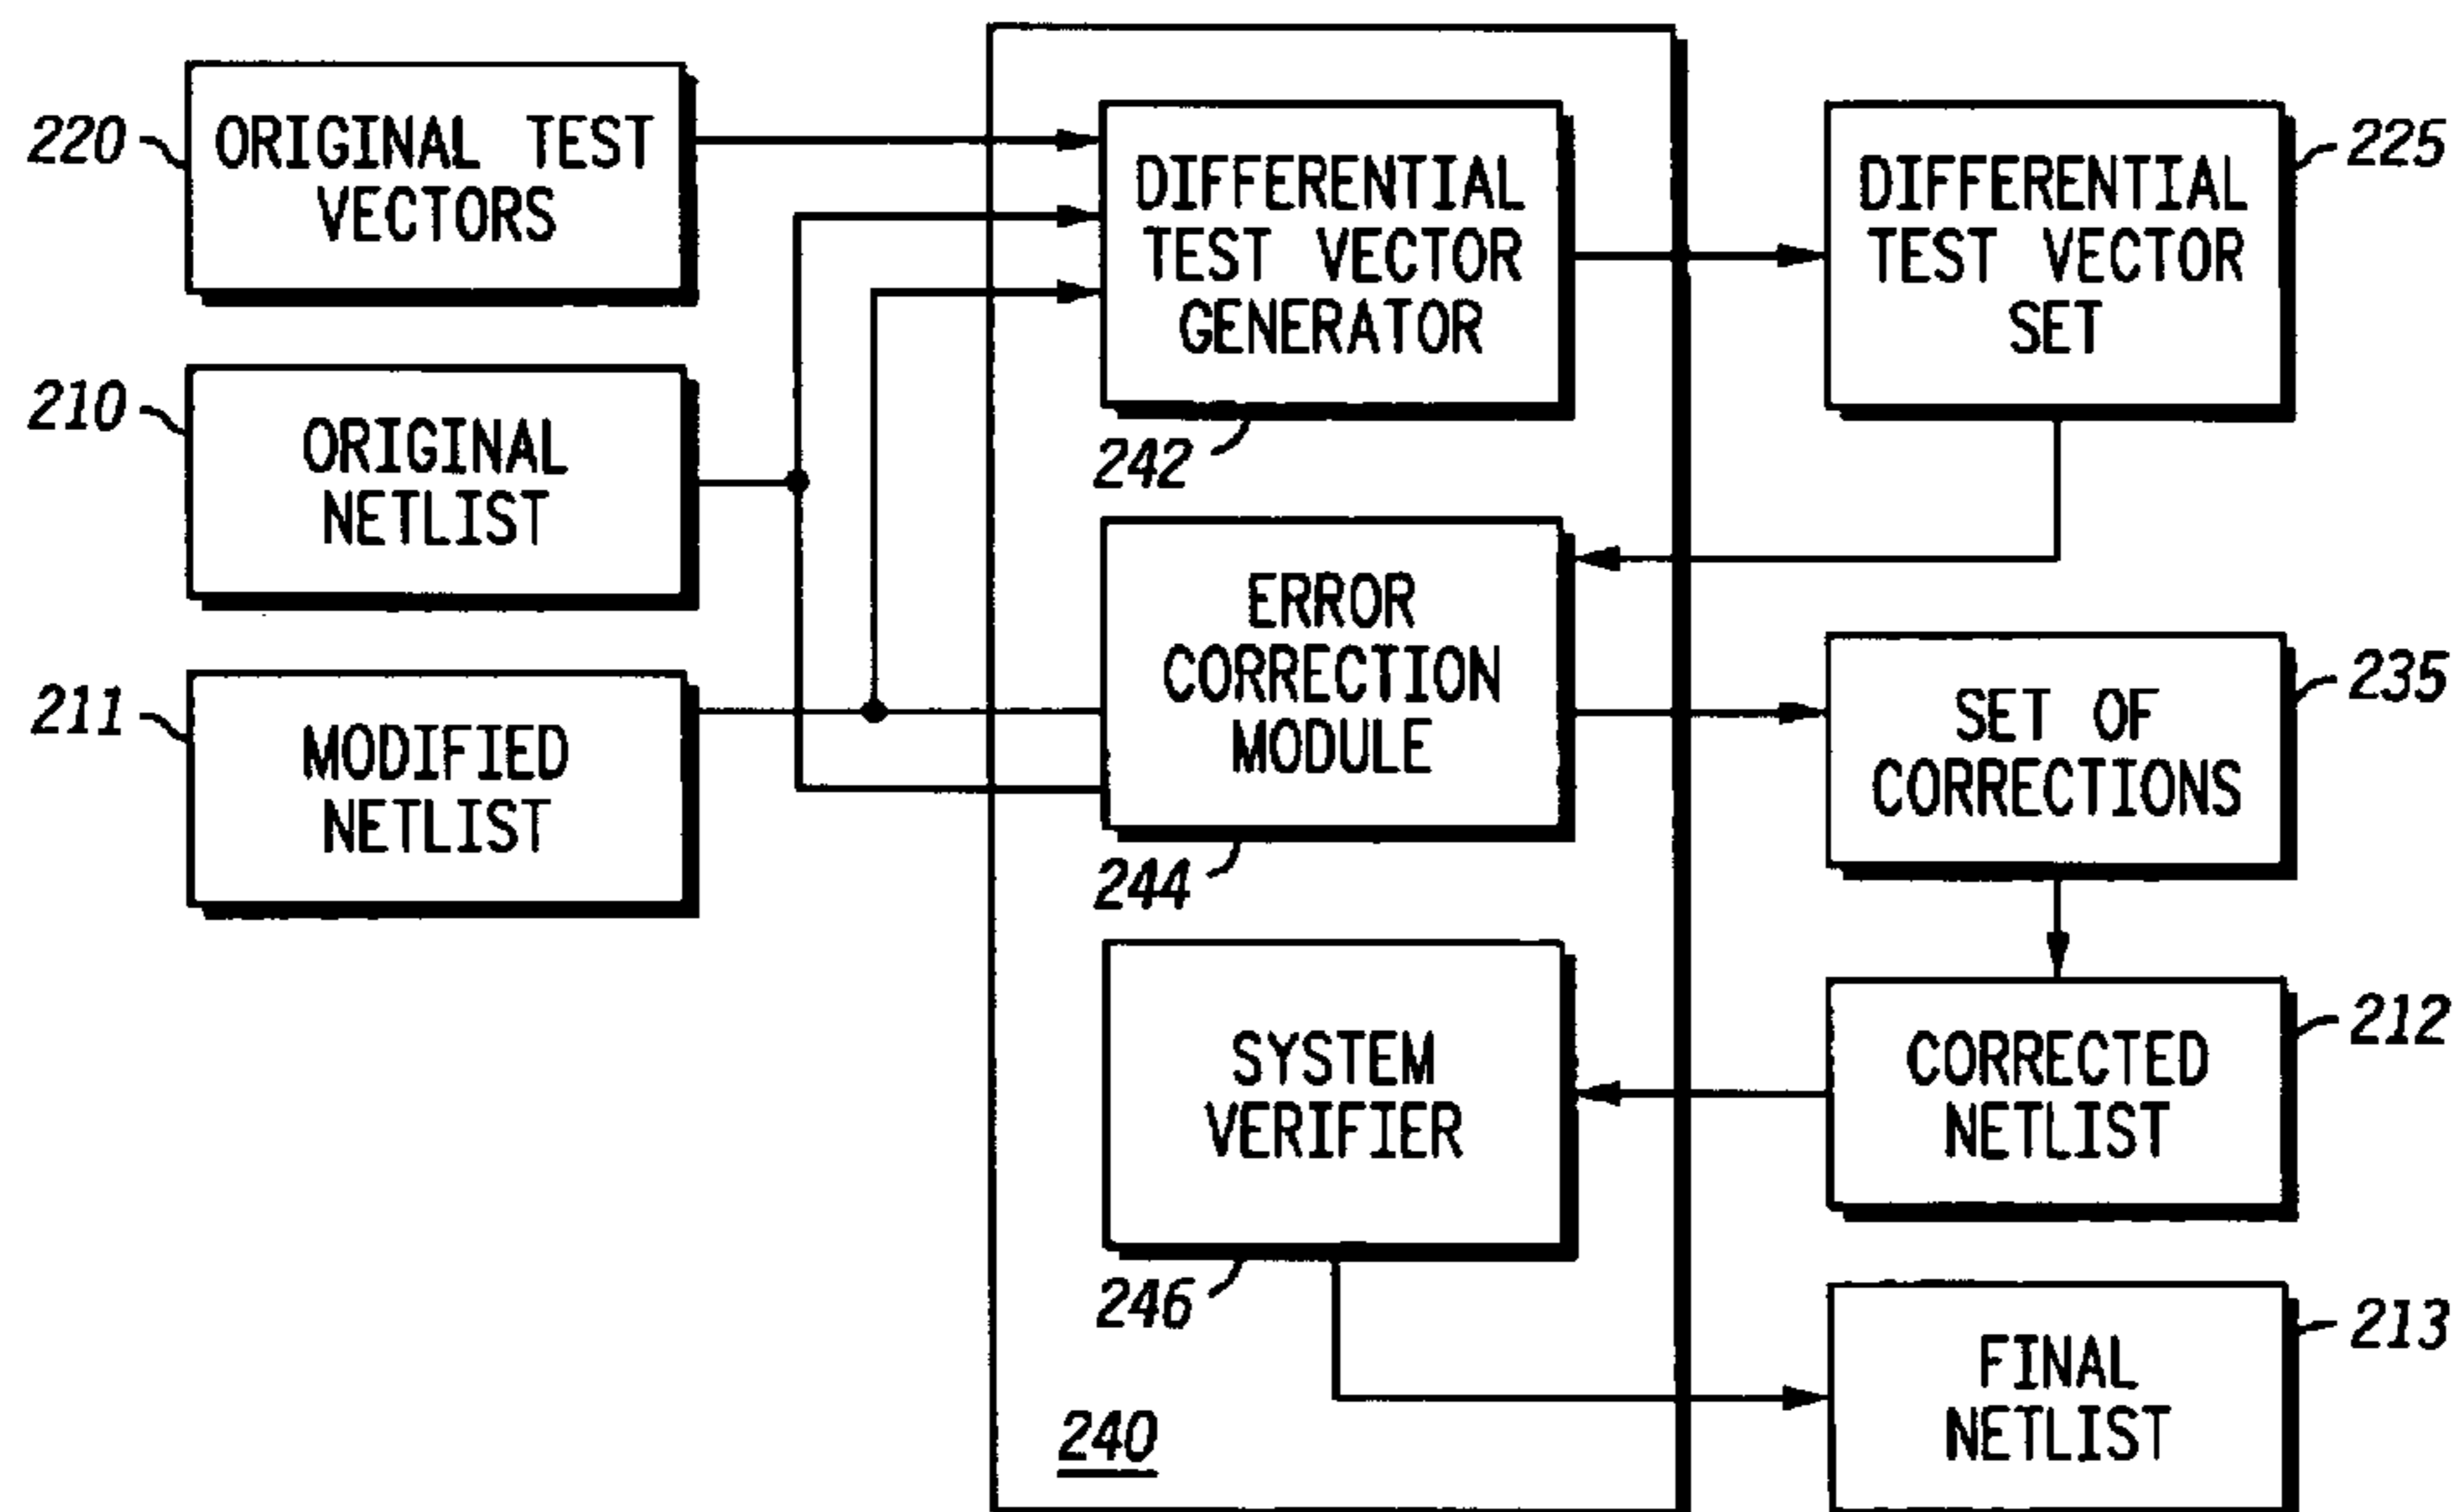 220
ORIGINAL TEST
VECTORS
210
ORIGINAL
NETLIST
211
MODIFIED
NETLIST
DIFFERENTIAL
TEST VECTOR
GENERATOR
242
ERROR
CORRECTION
MODULE
244
SYSTEM
VERIFIER
246
240
DIFFERENTIAL
TEST VECTOR
SET
225
SET OF
CORRECTIONS
235
CORRECTED
NETLIST
212
FINAL
NETLIST
213